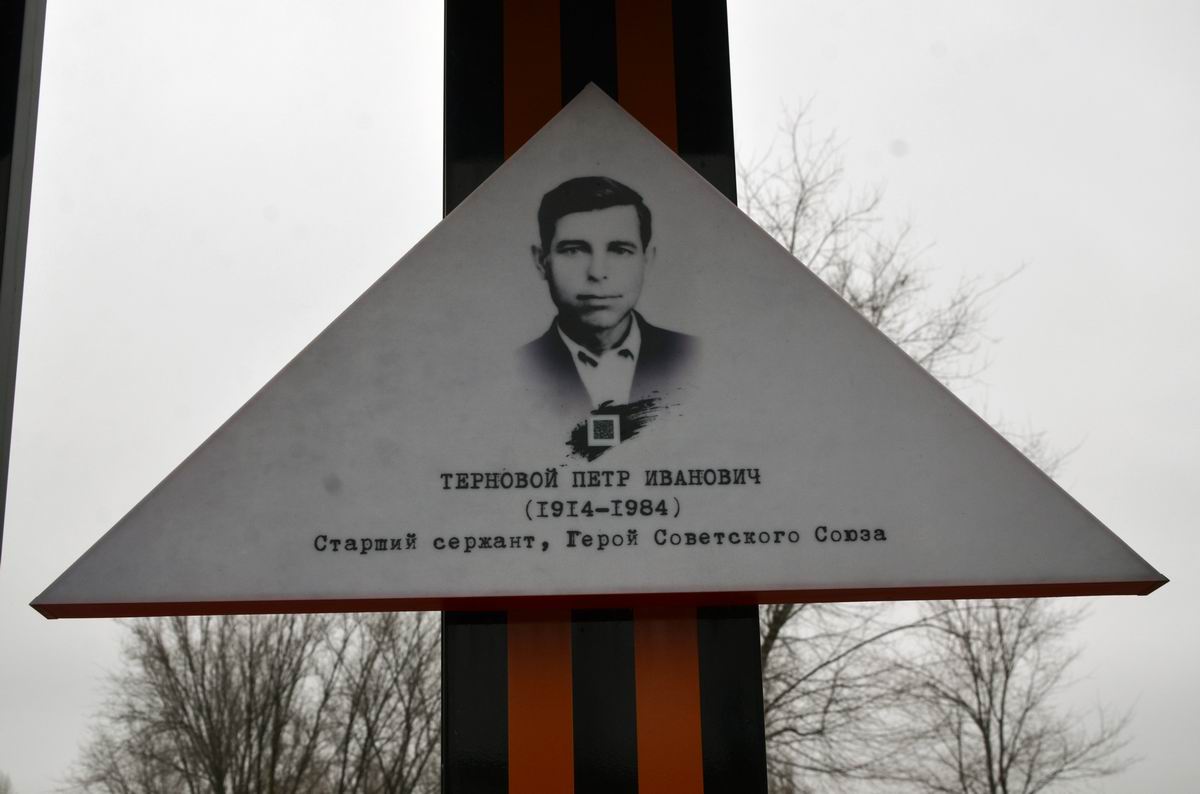 ТЕРНОВОЙ ПЕТР ИВАНОВИЧ
(1914-1984)
Старший сержант, Герой Советского Союза